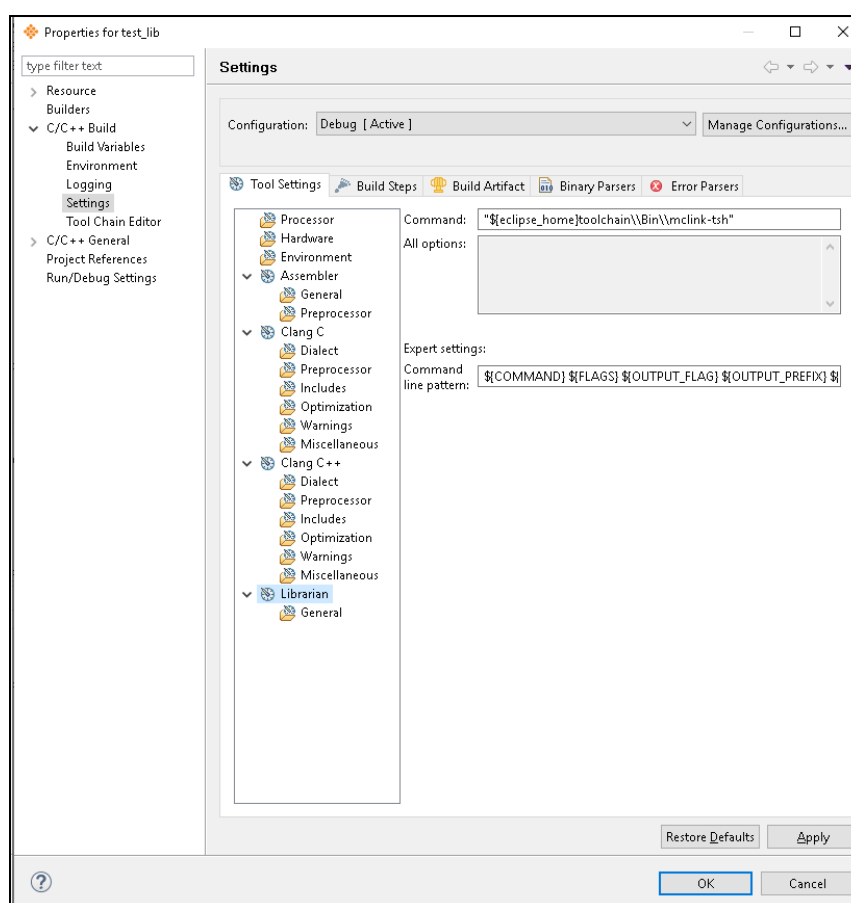 Properties for test_lib
type filter text
Resource
Builders
C/C++ Build
Build Variables
Environment
Logging
Settings
Tool Chain Editor
C/C++ General
Project References
Run/Debug Settings
Settings
Configuration: Debug [ Active ] Manage Configurations...
Tool Settings Build Steps Build Artifact Binary Parsers Error Parsers
Processor
Hardware
Environment
Assembler
General
Preprocessor
Clang C
Dialect
Preprocessor
Includes
Optimization
Warnings
Miscellaneous
Clang C++
Dialect
Preprocessor
Includes
Optimization
Warnings
Miscellaneous
Librarian
General
Command: "${eclipse_home}toolchain\\Bin\\mclink-tsh"
All options:
Expert settings:
Command
line pattern: ${COMMAND} ${FLAGS} ${OUTPUT_FLAG} ${OUTPUT_PREFIX} ${
Restore Defaults Apply
OK Cancel